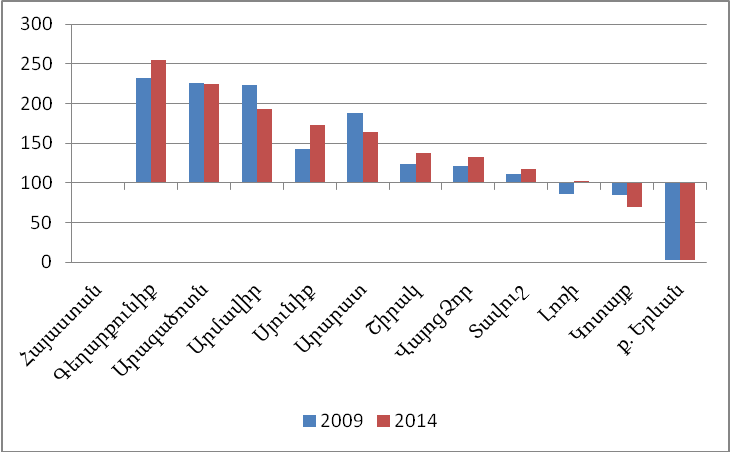 300
250
200
150
100
50
0
Հայաստան
Գեղարքունիք
Արագածոտն
Արմավիր
Սյունիք
Արարատ
Շիրակ
Վայոց Ձոր
Տավուշ
Լոռի
Կոտայք
ք. Երևան
2009
2014